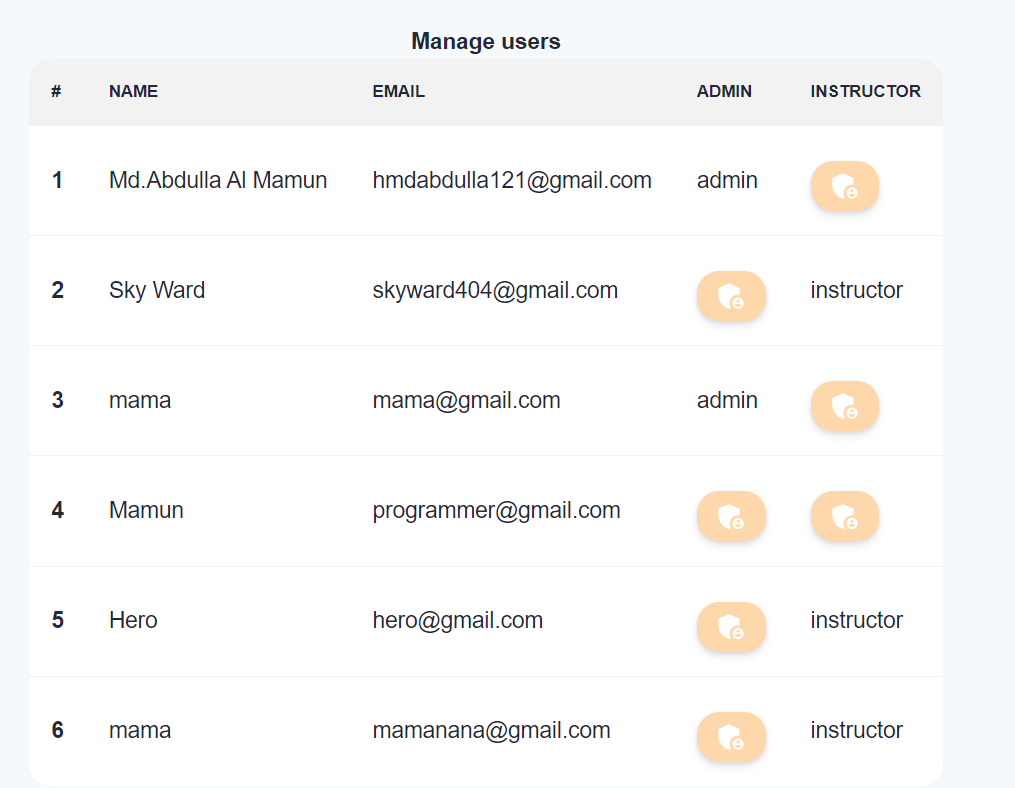 Manage users
# NAME EMAIL ADMIN INSTRUCTOR
1 Md.Abdulla Al Mamun hmdabdulla121@gmail.com admin
2 Sky Ward skyward404@gmail.com instructor
3 mama mama@gmail.com admin
4 Mamun programmer@gmail.com
5 Hero hero@gmail.com instructor
6 mama mamanana@gmail.com instructor